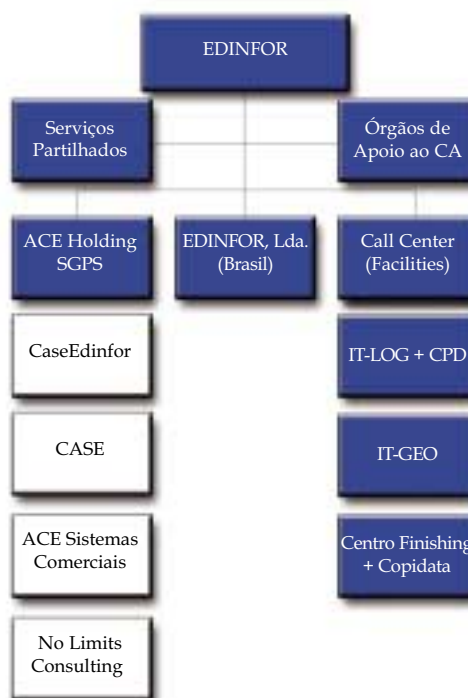 EDINFOR
Serviços
Partilhados
Órgãos de
Apoio ao CA
ACE Holding
SGPS
EDINFOR, Lda.
(Brasil)
Call Center
(Facilities)
CaseEdinfor
IT-LOG + CPD
CASE
IT-GEO
ACE Sistemas
Comerciais
Centro Finishing
+ Copidata
No Limits
Consulting